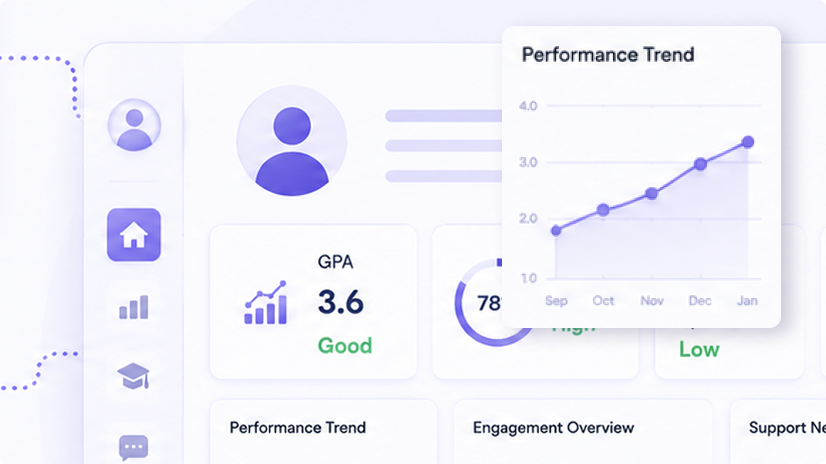 Performance Trend
4.0
3.0
2.0
1.0
Sep Oct Nov Dec Jan
GPA
3.6
Good
78
High
Low
Performance Trend
Engagement Overview
Support Ne